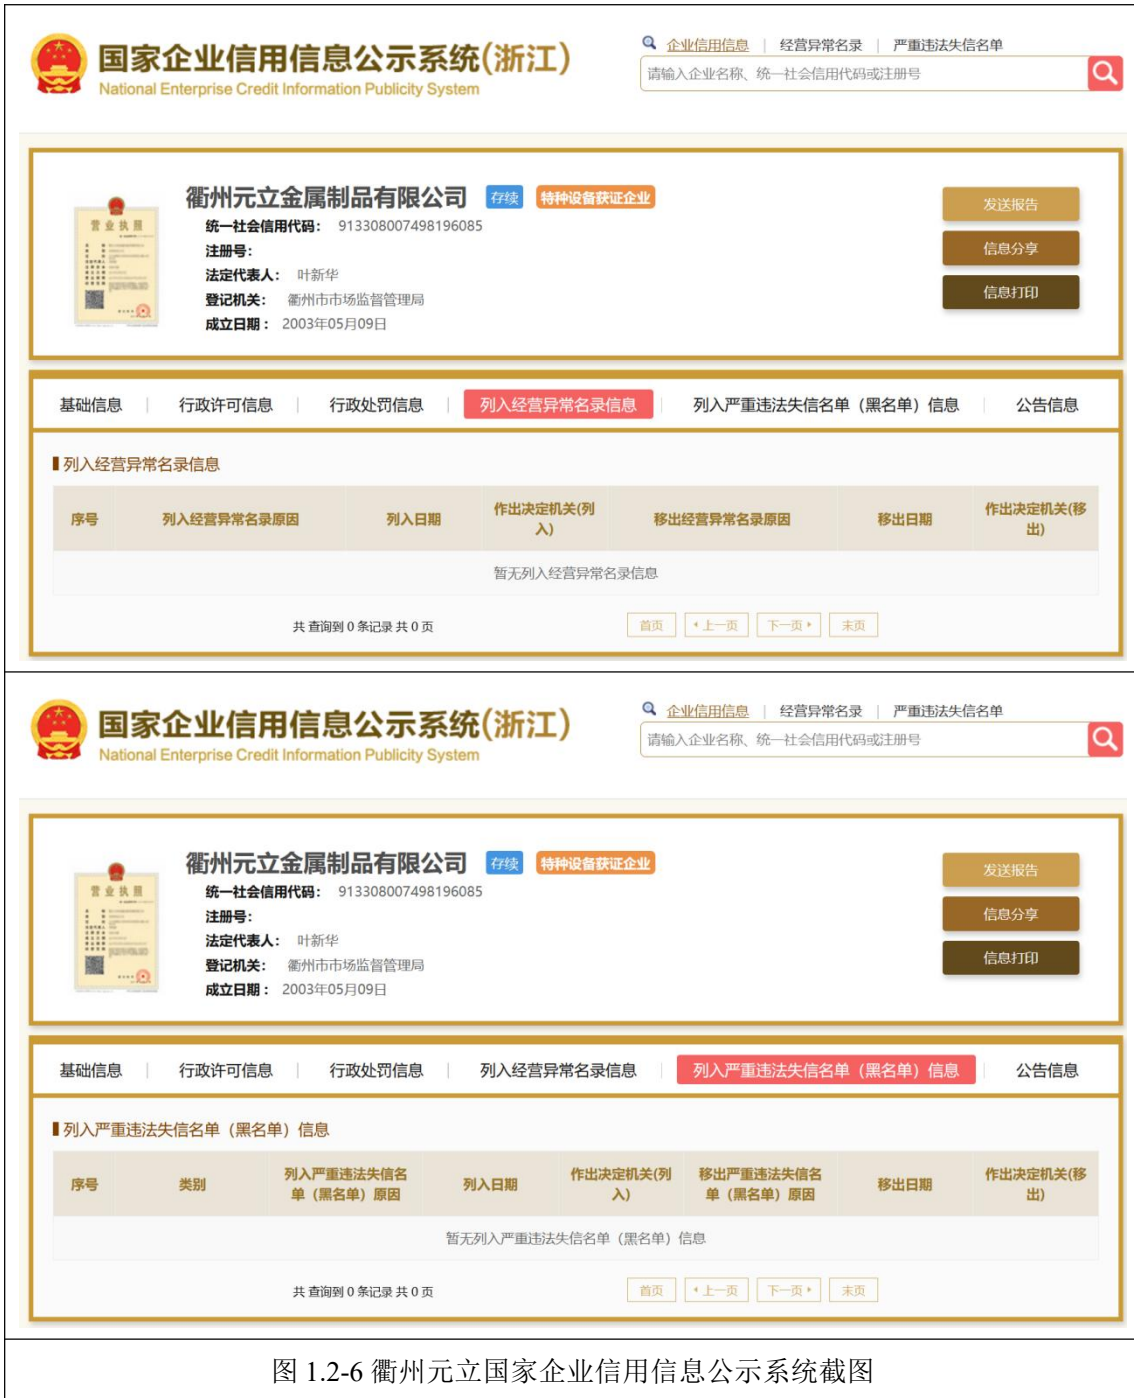 企业信用信息 | 经营异常名录 | 严重违法失信名单
国家企业信用信息公示系统(浙江)
National Enterprise Credit Information Publicity System
请输入企业名称、统一社会信用代码或注册号
营业执照
衢州元立金属制品有限公司 存续 特种设备获证企业
统一社会信用代码： 913308007498196085
注册号：
法定代表人： 叶新华
登记机关： 衢州市市场监督管理局
成立日期： 2003年05月09日
发送报告
信息分享
信息打印
基础信息 | 行政许可信息 | 行政处罚信息 | 列入经营异常名录信息 | 列入严重违法失信名单（黑名单）信息 | 公告信息
列入经营异常名录信息
序号 列入经营异常名录原因 列入日期 作出决定机关(列入) 移出经营异常名录原因 移出日期 作出决定机关(移出)
暂无列入经营异常名录信息
共 查询到 0 条记录 共 0 页 首页 上一页 下一页 末页
企业信用信息 | 经营异常名录 | 严重违法失信名单
国家企业信用信息公示系统(浙江)
National Enterprise Credit Information Publicity System
请输入企业名称、统一社会信用代码或注册号
营业执照
衢州元立金属制品有限公司 存续 特种设备获证企业
统一社会信用代码： 913308007498196085
注册号：
法定代表人： 叶新华
登记机关： 衢州市市场监督管理局
成立日期： 2003年05月09日
发送报告
信息分享
信息打印
基础信息 | 行政许可信息 | 行政处罚信息 | 列入经营异常名录信息 | 列入严重违法失信名单（黑名单）信息 | 公告信息
列入严重违法失信名单（黑名单）信息
序号 类别 列入严重违法失信名单（黑名单）原因 列入日期 作出决定机关(列入) 移出严重违法失信名单（黑名单）原因 移出日期 作出决定机关(移出)
暂无列入严重违法失信名单（黑名单）信息
共 查询到 0 条记录 共 0 页 首页 上一页 下一页 末页
图 1.2-6 衢州元立国家企业信用信息公示系统截图